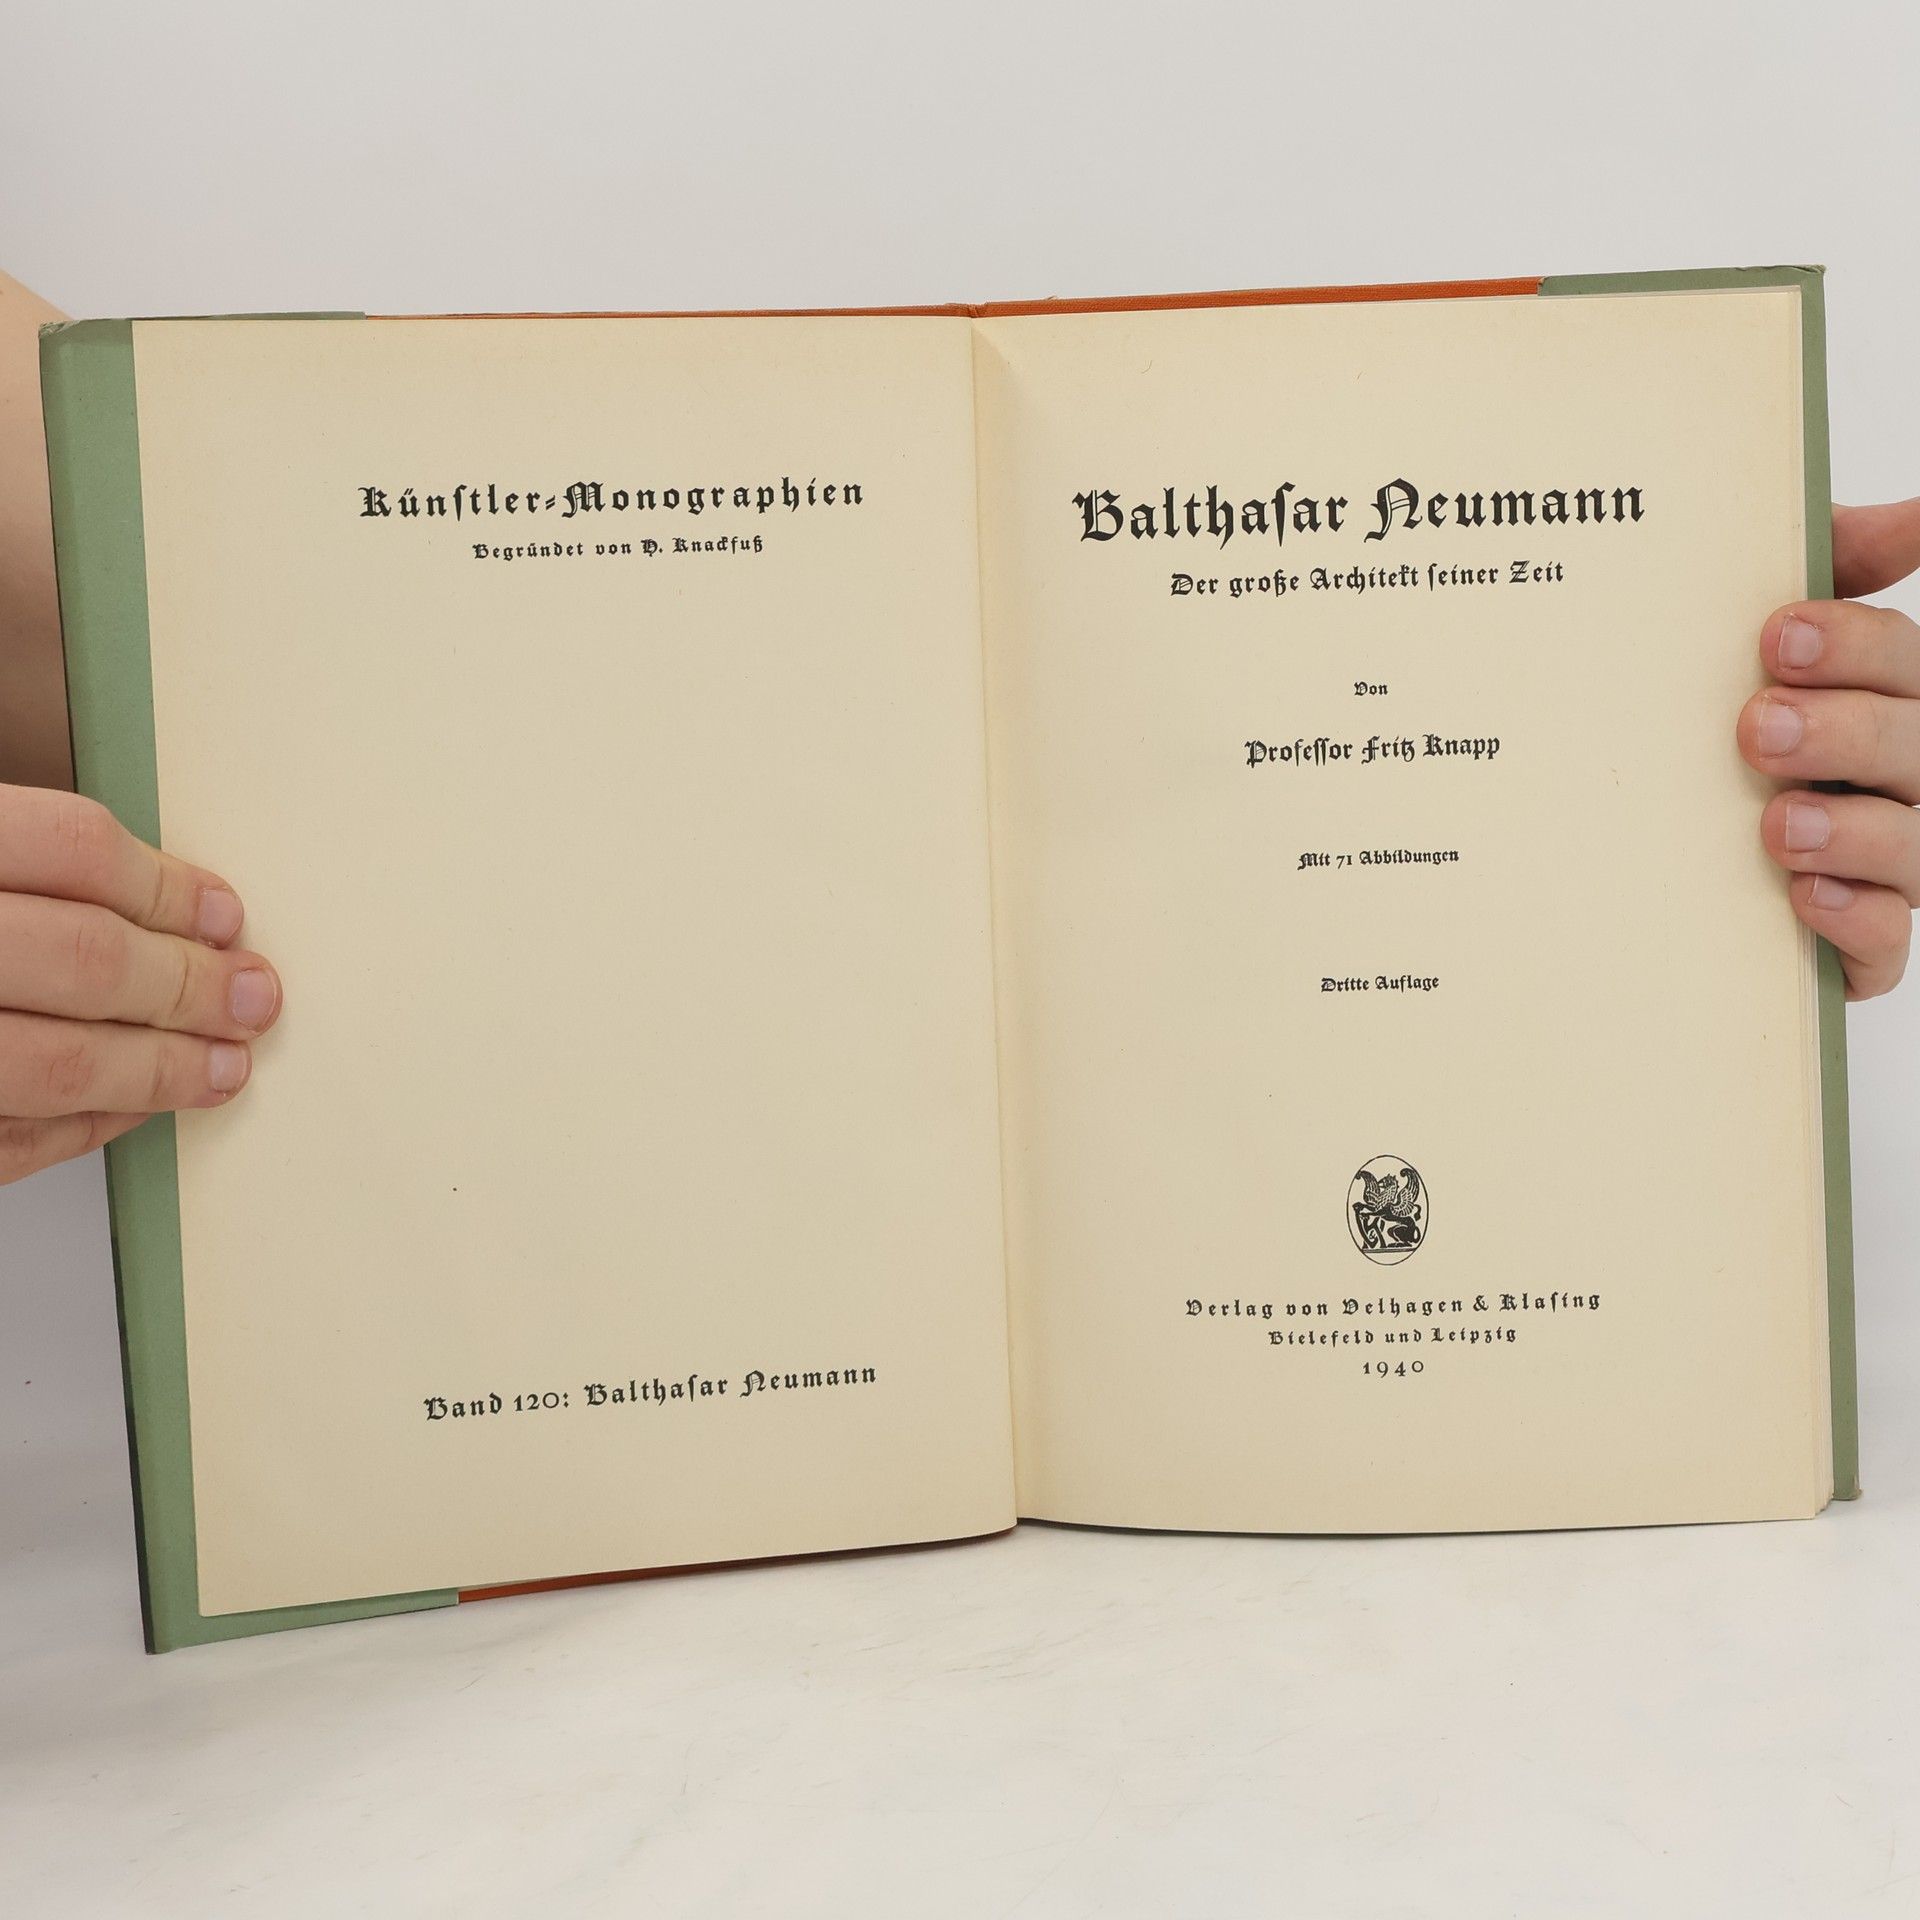 Künſtler-Monographien
Begründet von H. Knackfuß
Band 120: Balthaſar Neumann
Balthaſar Neumann
Der große Architekt ſeiner Zeit
Von
Profeſſor Fritz Knapp
Mit 71 Abbildungen
Dritte Auflage
Verlag von Velhagen & Klaſing
Bielefeld und Leipzig
1940